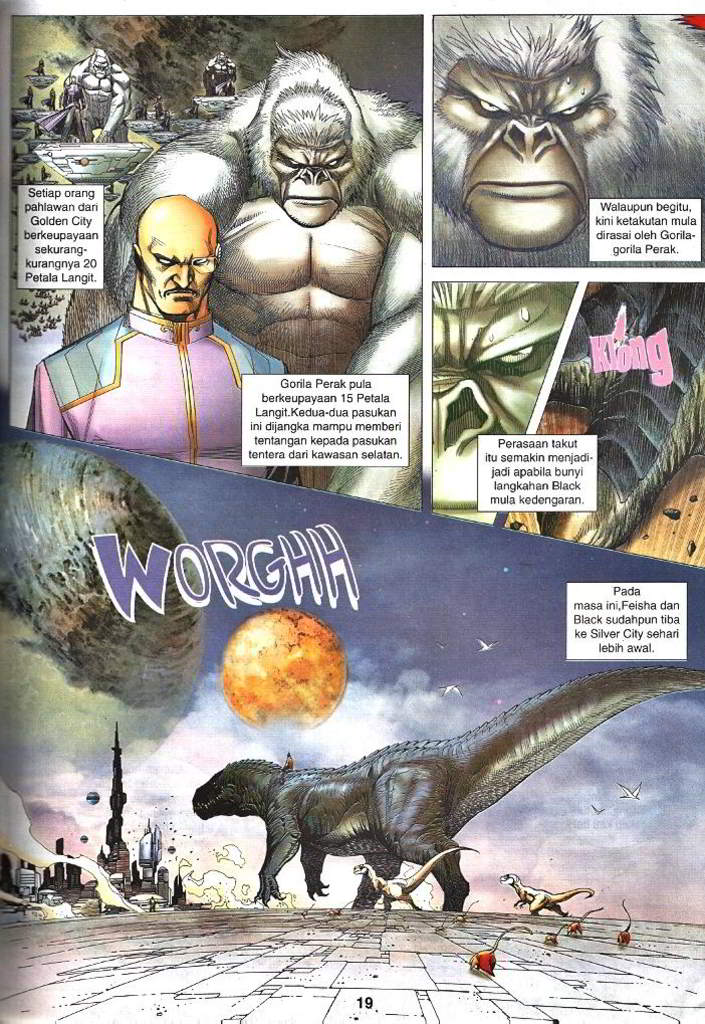 Setiap orang
pahlawan dari
Golden City
berkeupayaan
sekurang-
kurangnya 20
Petala Langit.
Gorila Perak pula
berkeupayaan 15 Petala
Langit.Kedua-dua pasukan
ini dijangka mampu memberi
tentangan kepada pasukan
tentera dari kawasan selatan.
Walaupun begitu,
kini ketakutan mula
dirasai oleh Gorila-
gorila Perak.
Klong
Perasaan takut
itu semakin menjadi-
jadi apabila bunyi
langkahan Black
mula kedengaran.
WORGHH
Pada
masa ini,Feisha dan
Black sudahpun tiba
ke Silver City sehari
lebih awal.
19